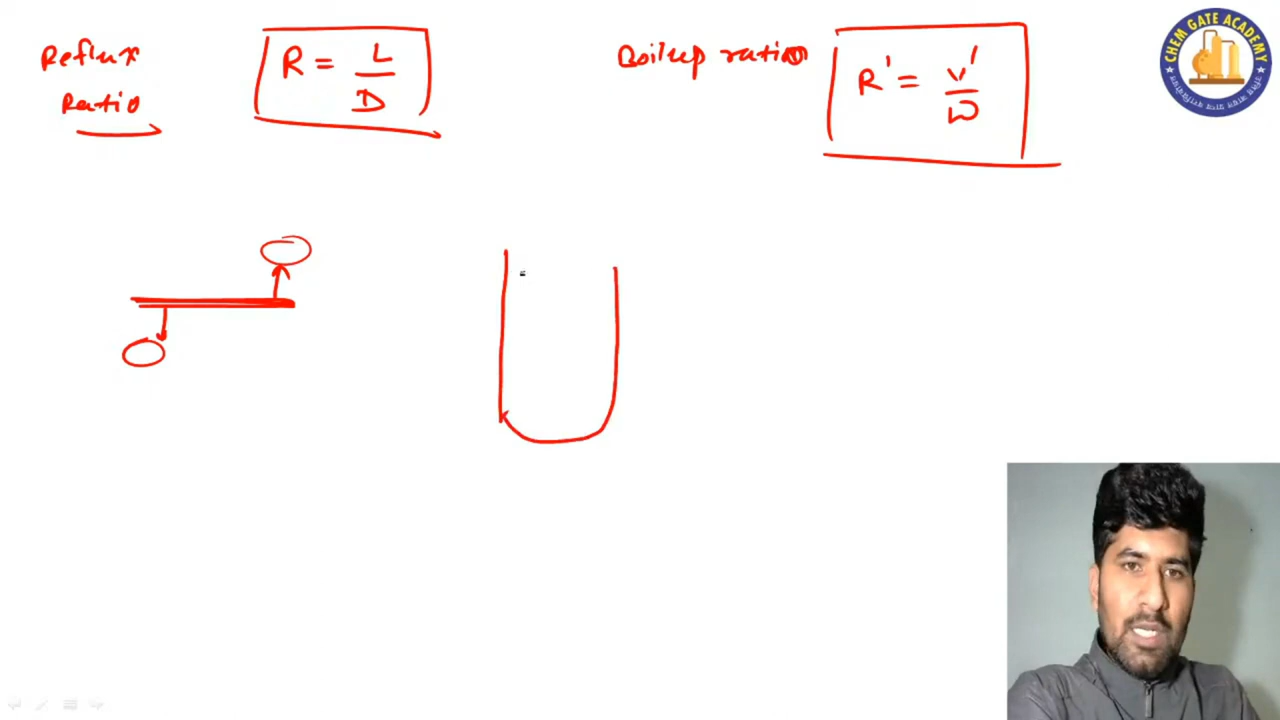 Reflux
Ratio
R = L / D
Boilup ratio
R' = V' / W
CHEM GATE ACADEMY